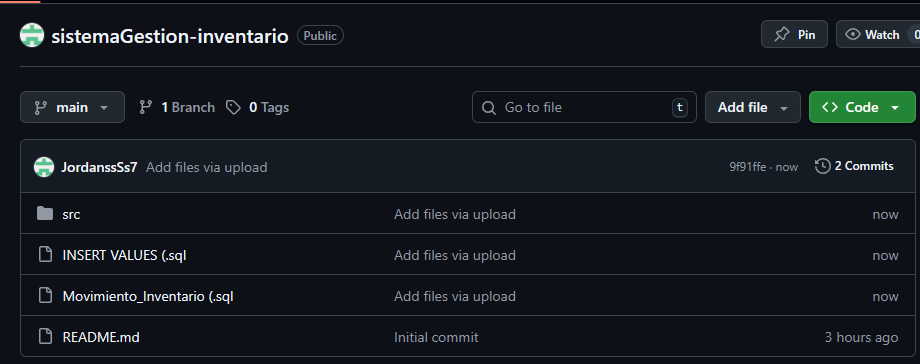 sistemaGestion-inventario Public Pin Watch 0
main 1 Branch 0 Tags Go to file t Add file Code
JordanssSs7 Add files via upload 9f91ffe · now 2 Commits
src Add files via upload now
INSERT VALUES (.sql Add files via upload now
Movimiento_Inventario (.sql Add files via upload now
README.md Initial commit 3 hours ago